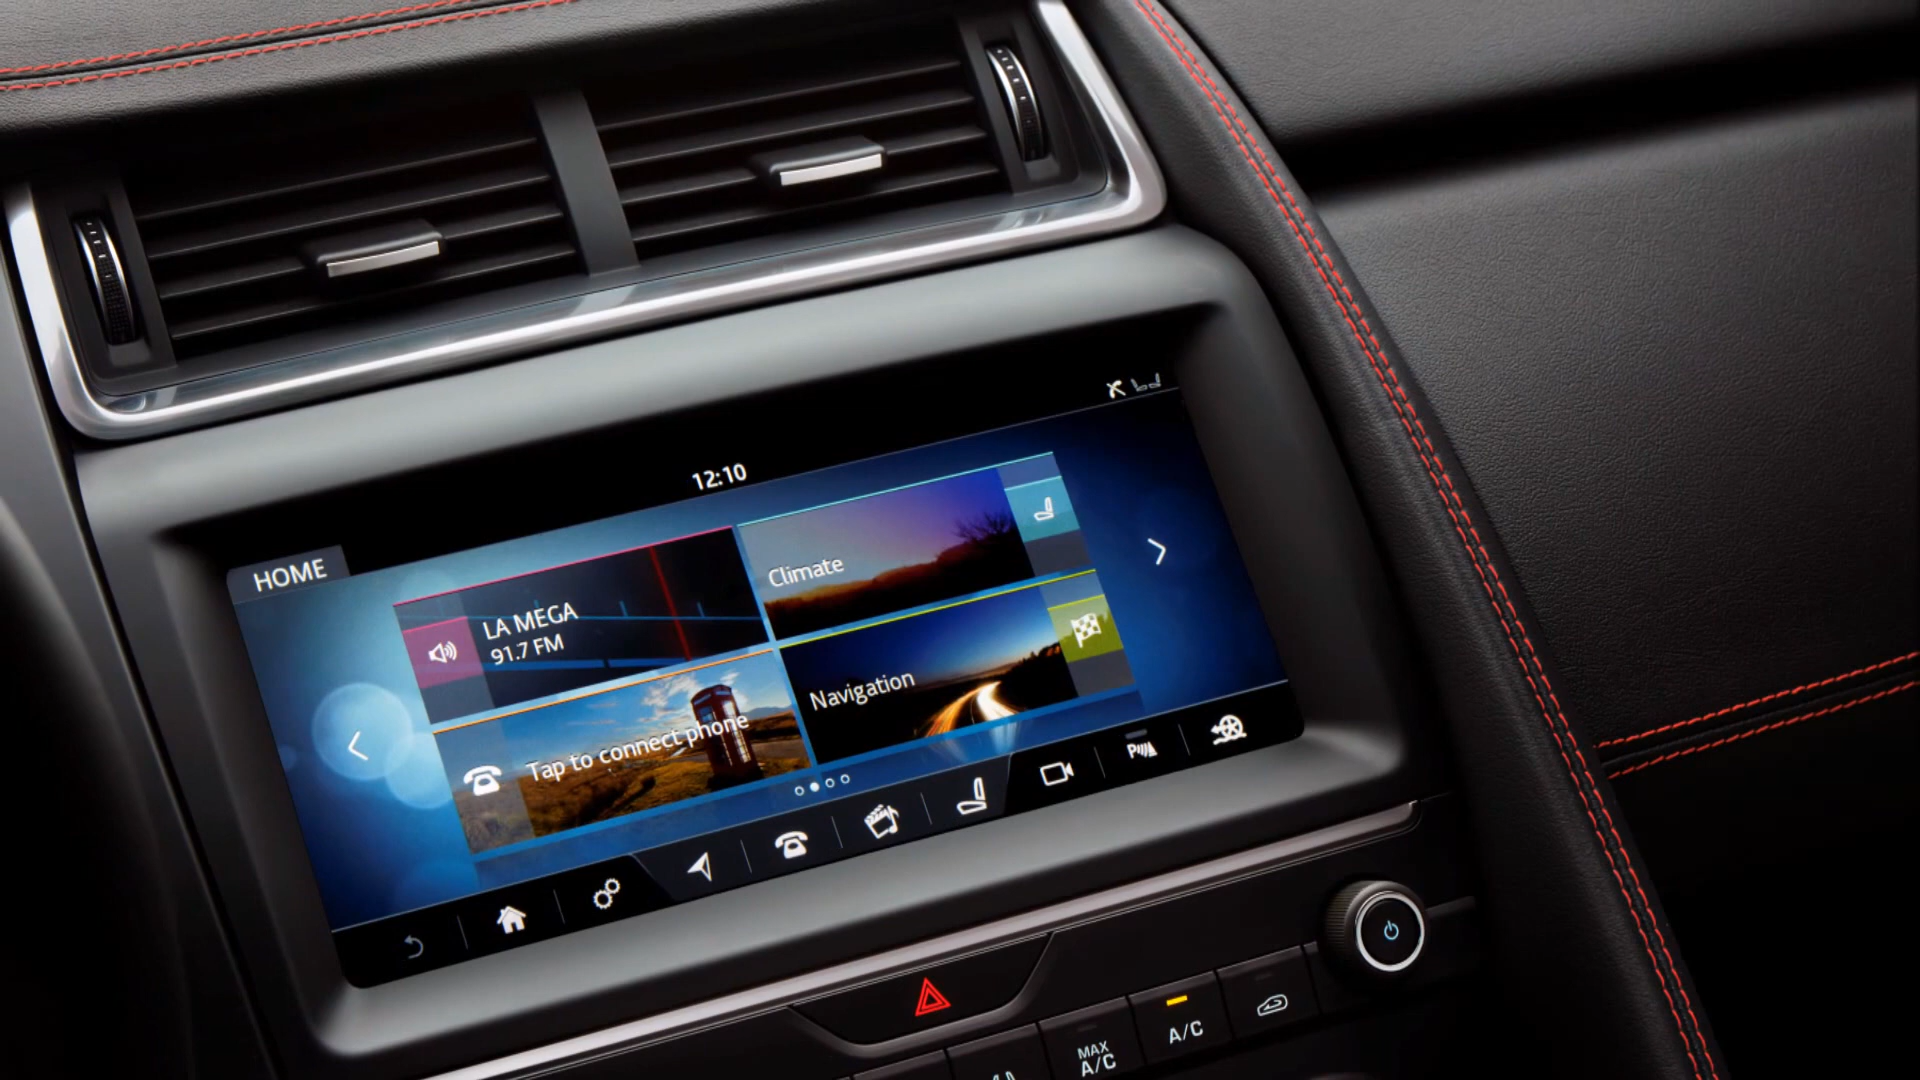 12:10
HOME
LA MEGA
91.7 FM
Climate
Tap to connect phone
Navigation
P
MAX
A/C
A/C